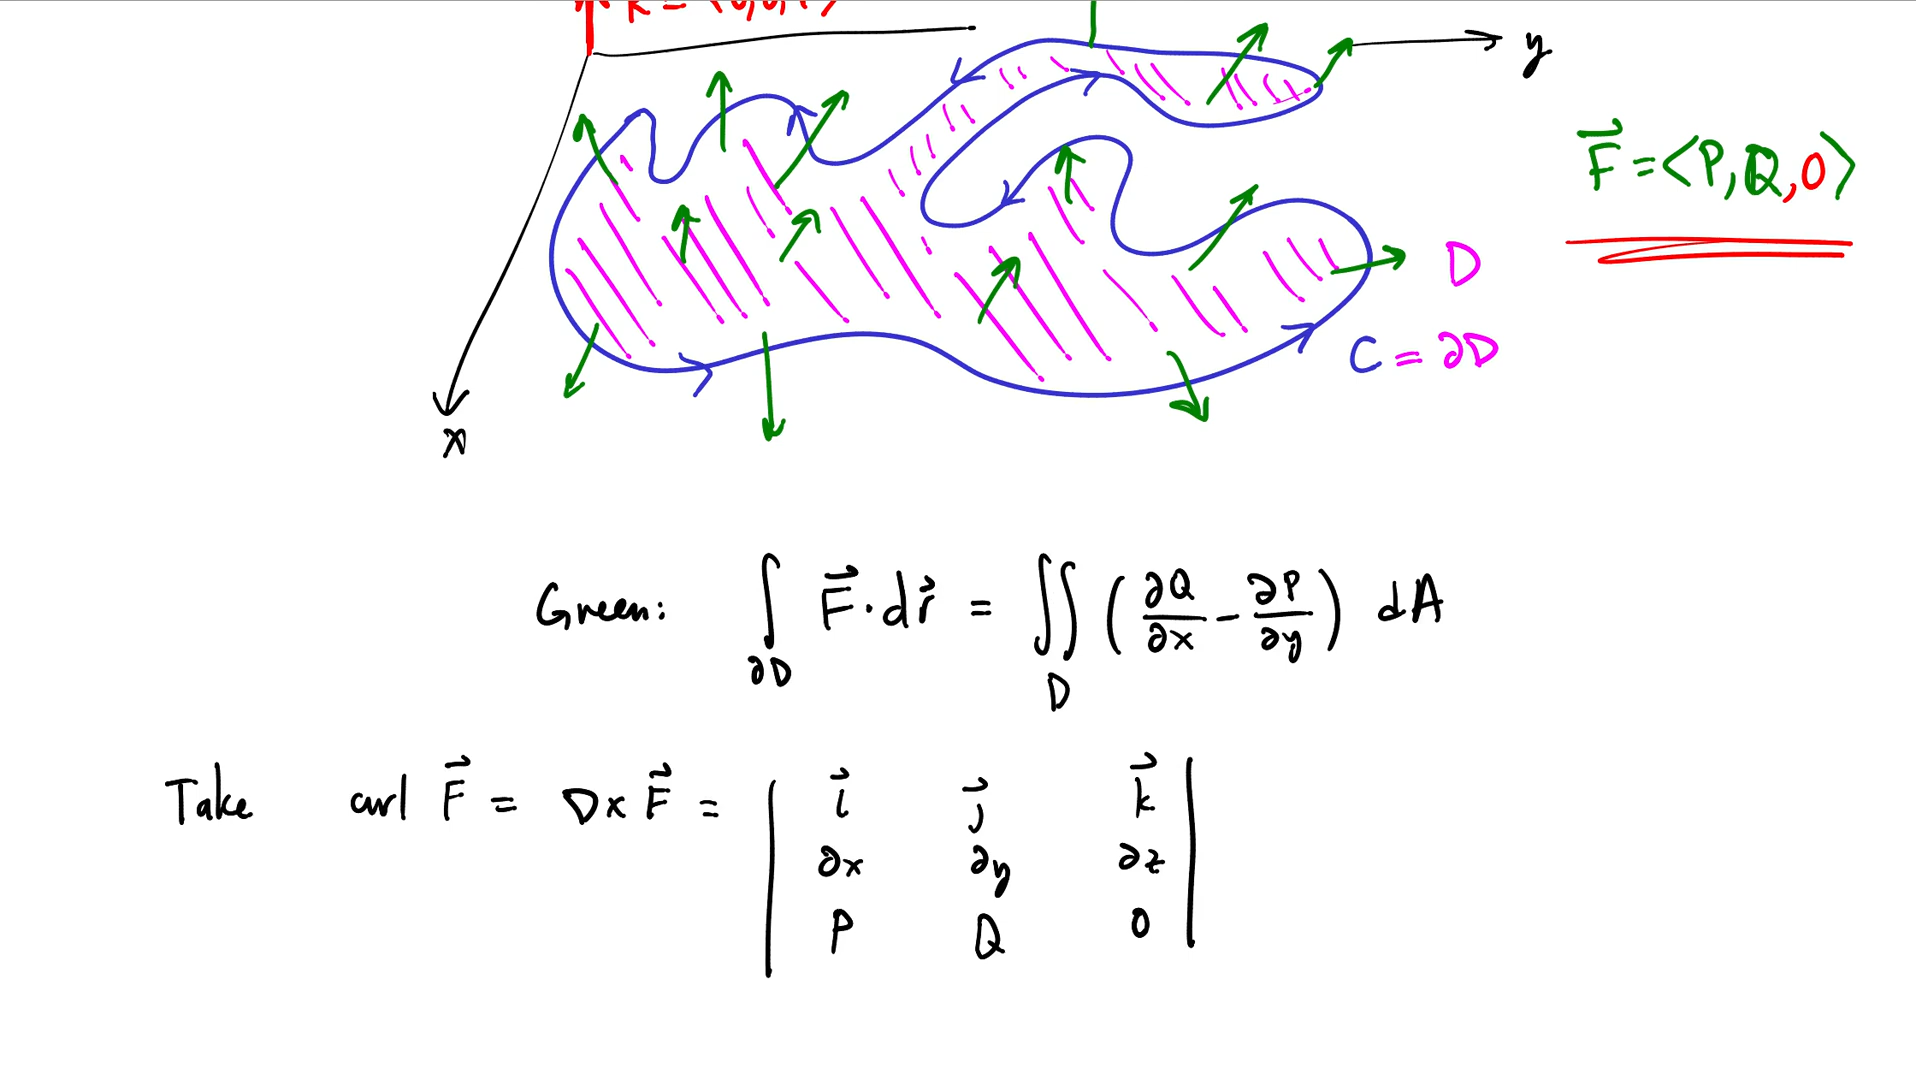 y
F⃗ = <P, Q, 0>
D
C = ∂D
x
Green: ∫_{∂D} F⃗ · dr⃗ = ∬_D (∂Q/∂x − ∂P/∂y) dA
Take curl F⃗ = ∇ × F⃗ = | i⃗ j⃗ k⃗ |
∂x ∂y ∂z
P Q 0